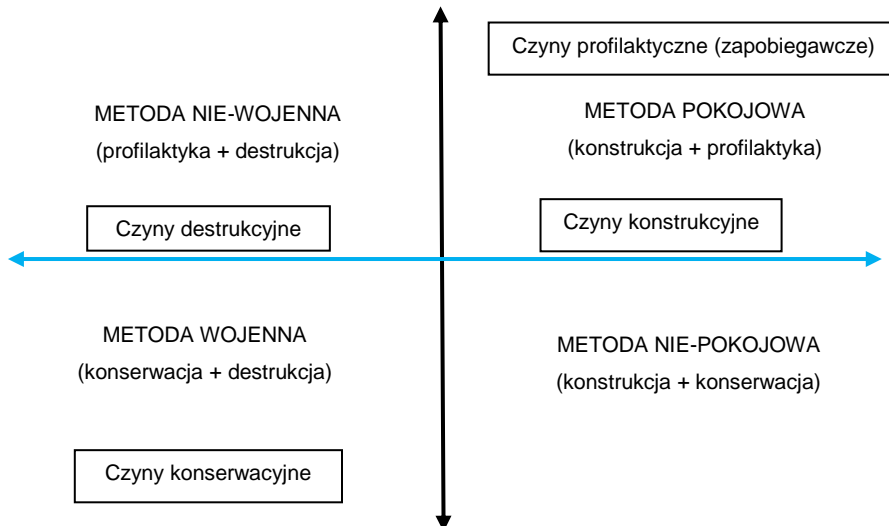 Czyny profilaktyczne (zapobiegawcze)
METODA NIE-WOJENNA
(profilaktyka + destrukcja)
METODA POKOJOWA
(konstrukcja + profilaktyka)
Czyny destrukcyjne
Czyny konstrukcyjne
METODA WOJENNA
(konserwacja + destrukcja)
METODA NIE-POKOJOWA
(konstrukcja + konserwacja)
Czyny konserwacyjne